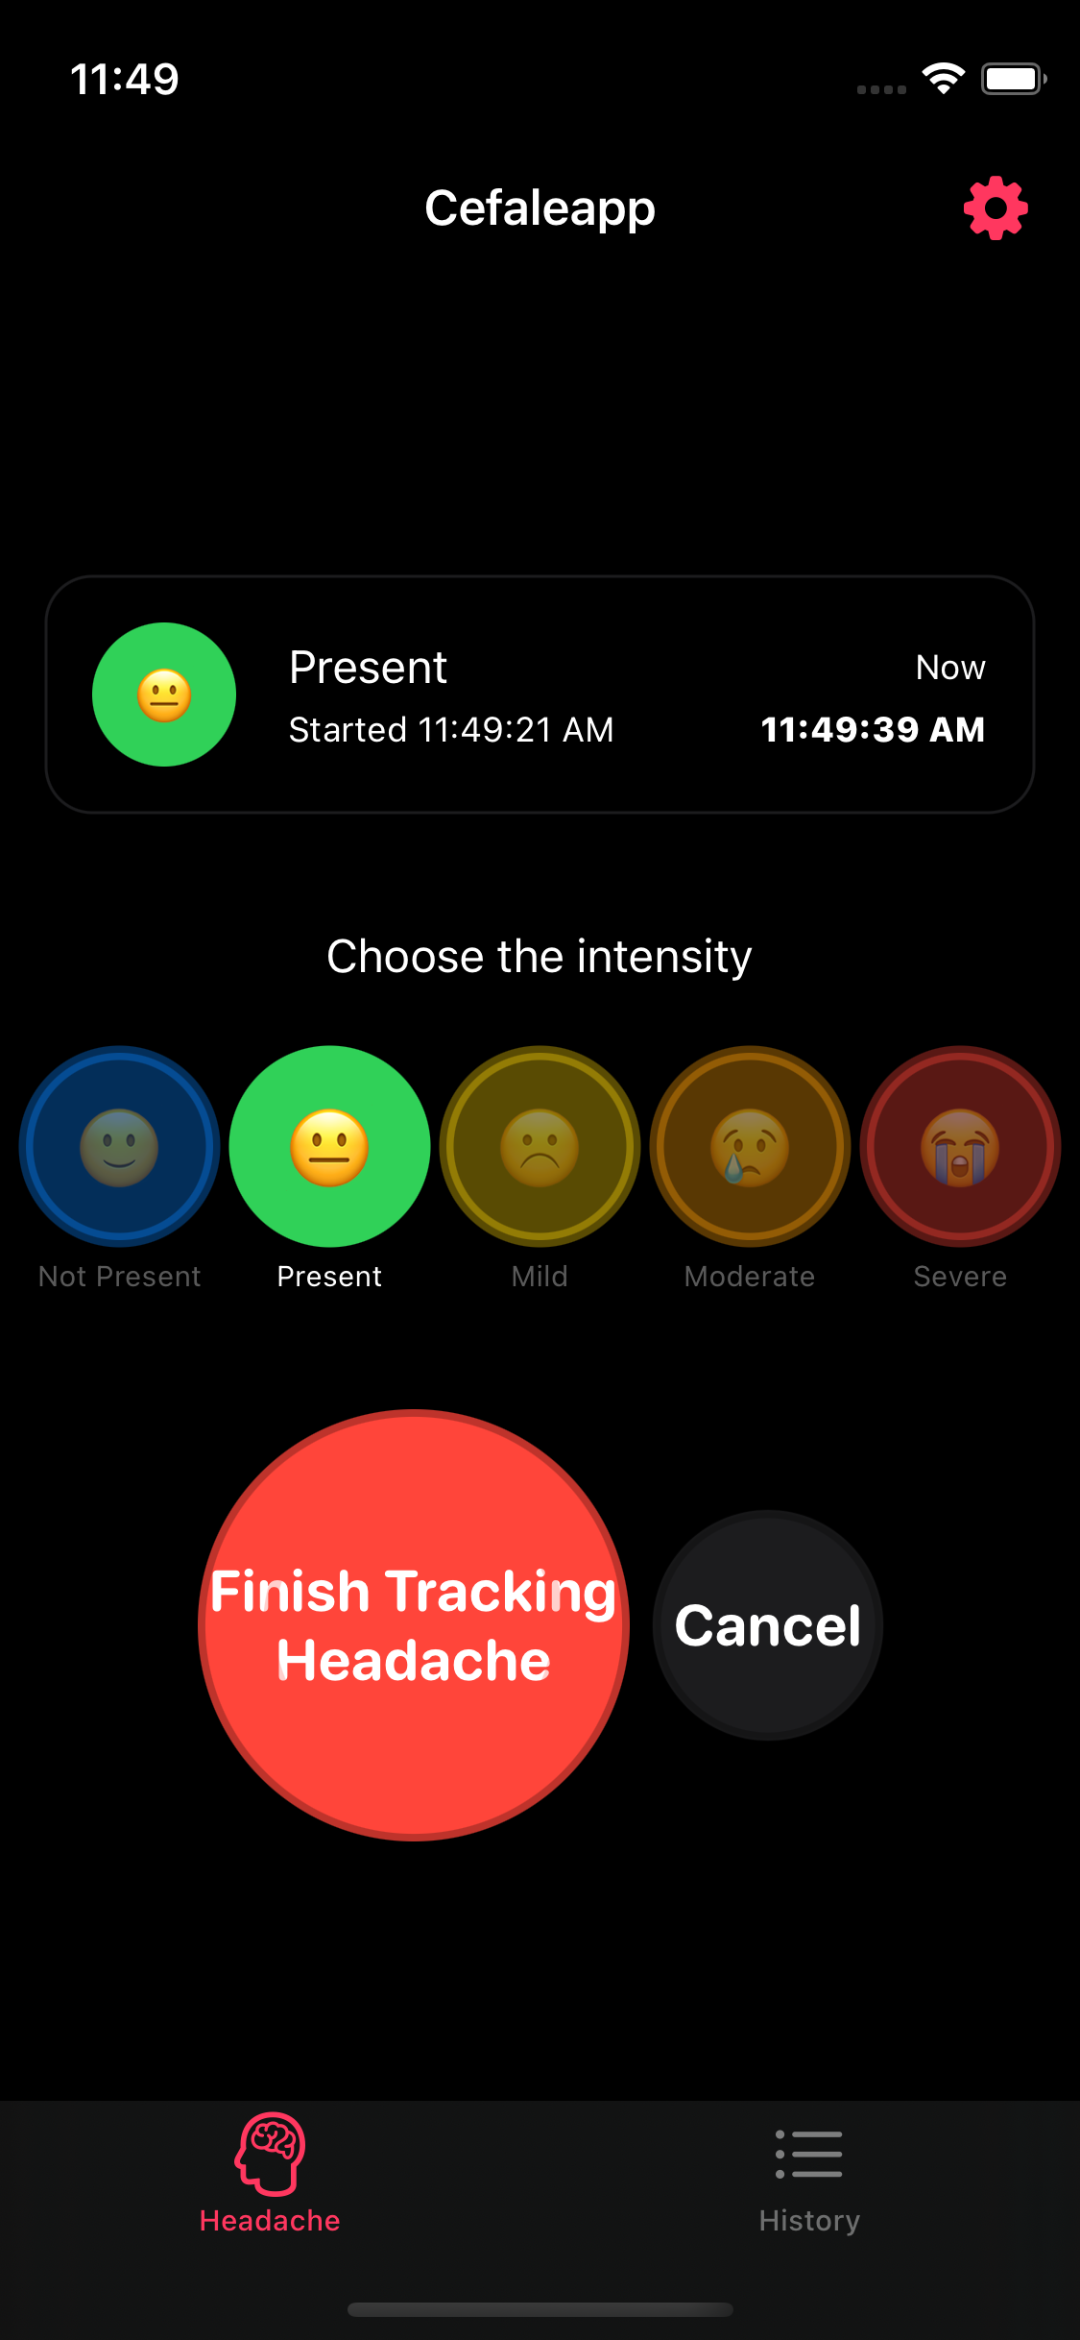 11:49
Cefaleapp
Present
Now
Started 11:49:21 AM
11:49:39 AM
Choose the intensity
Not Present
Present
Mild
Moderate
Severe
Finish Tracking
Headache
Cancel
Headache
History